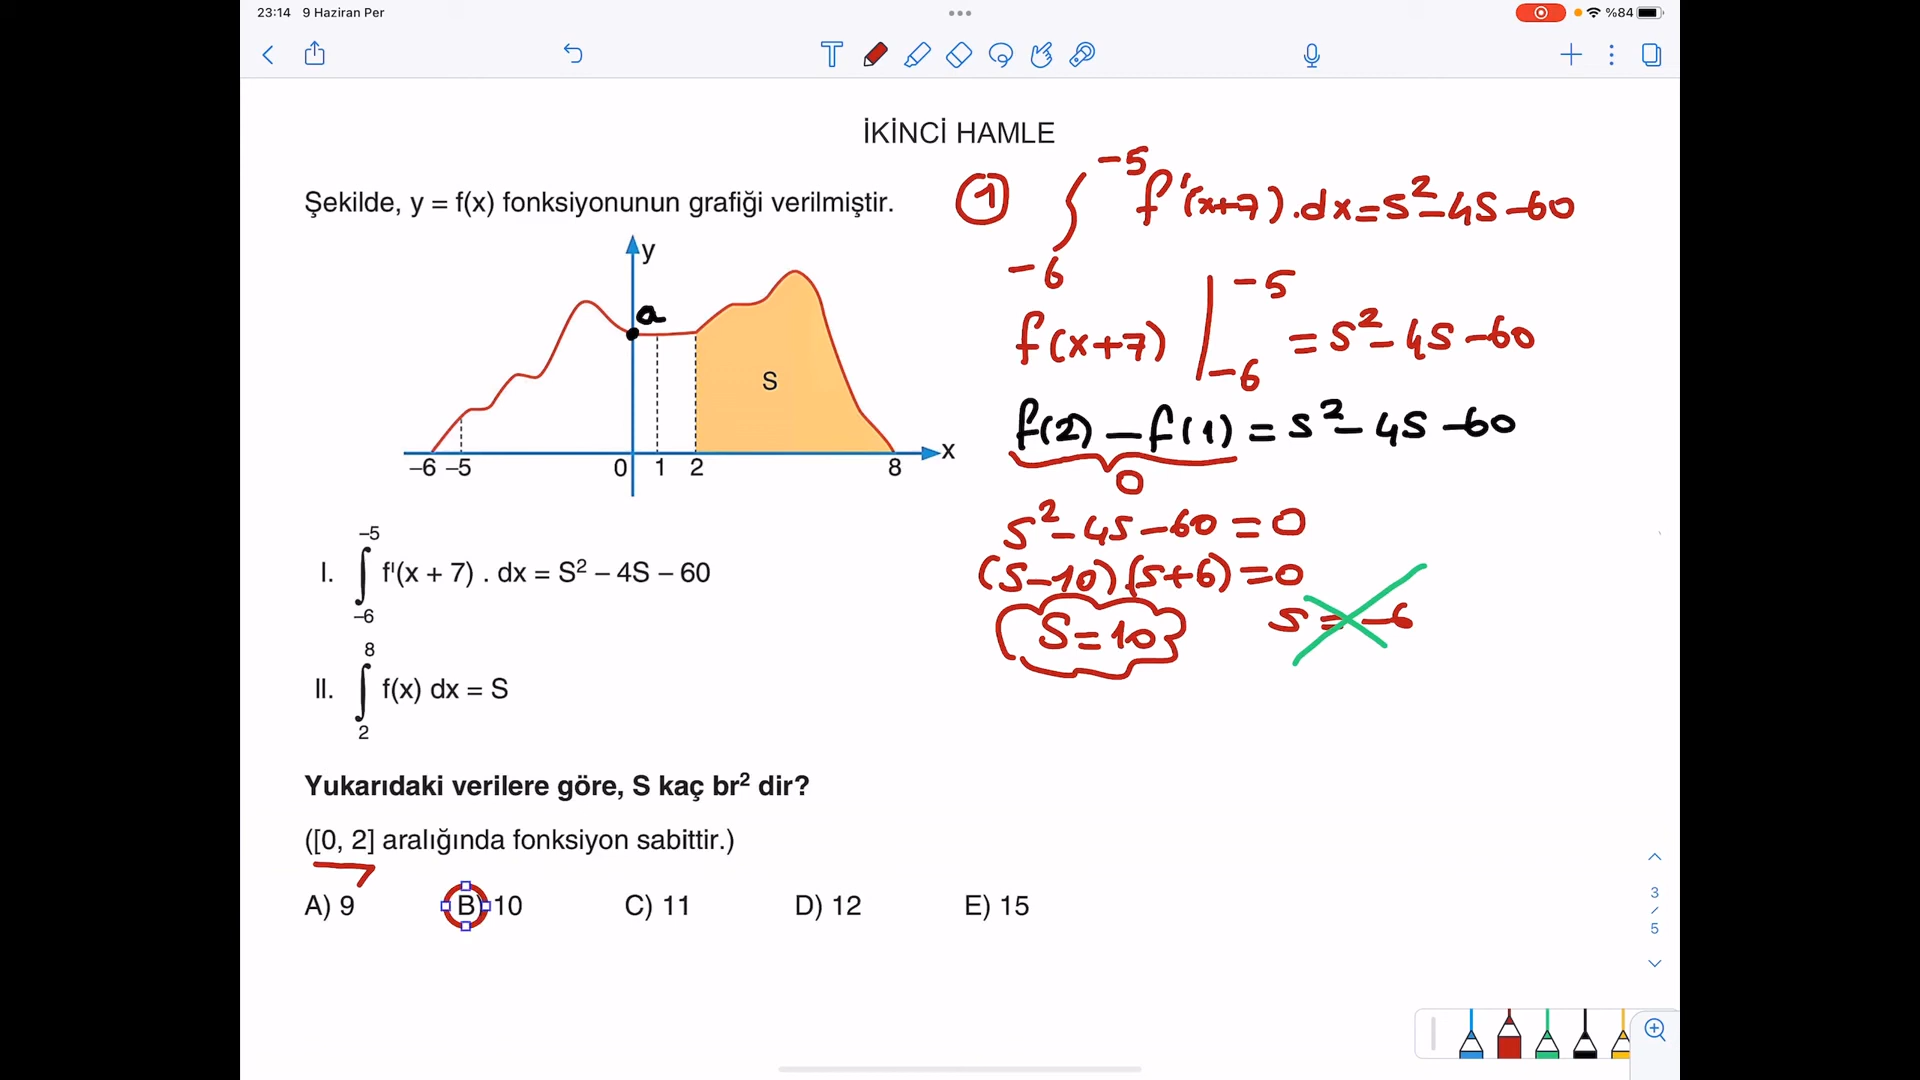 23:14 9 Haziran Per
%84
İKİNCİ HAMLE
Şekilde, y = f(x) fonksiyonunun grafiği verilmiştir.
y
a
S
x
–6 –5 0 1 2 8
I. ∫_{–6}^{–5} f'(x + 7) . dx = S² – 4S – 60
II. ∫_{2}^{8} f(x) dx = S
Yukarıdaki verilere göre, S kaç br² dir?
([0, 2] aralığında fonksiyon sabittir.)
A) 9 B) 10 C) 11 D) 12 E) 15
① ∫_{-6}^{-5} f'(x+7).dx=S²-4S-60
f(x+7) |_{-6}^{-5} = S²-4S-60
f(2) - f(1) = S²-4S-60
0
S²-4S-60=0
(S-10)(S+6)=0
S=10 S=-6
3
/
5